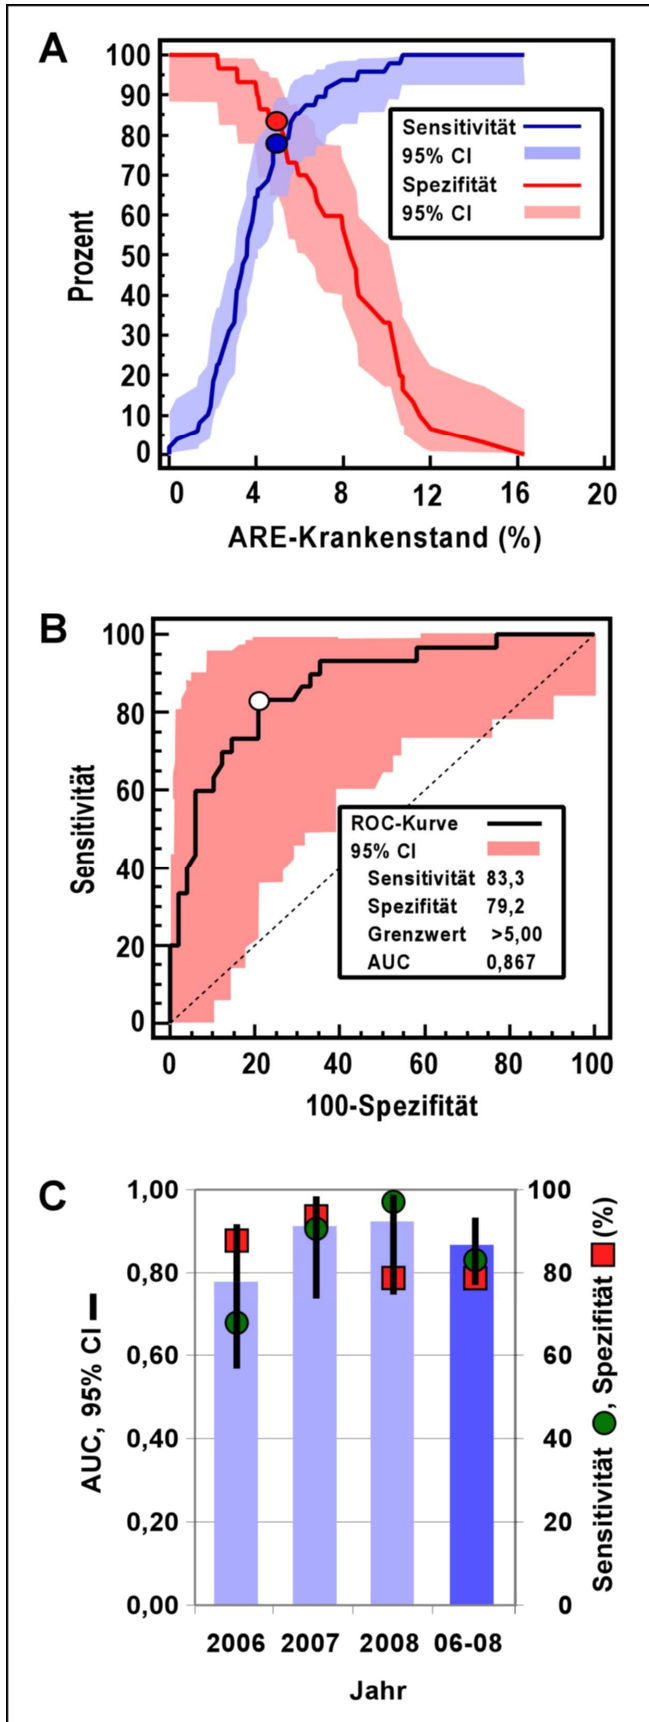 A
100
90
80
70
60
50
40
30
20
10
0
Prozent
Sensitivität
95% CI
Spezifität
95% CI
0 4 8 12 16 20
ARE-Krankenstand (%)
B
100
80
60
40
20
0
Sensitivität
ROC-Kurve
95% CI
Sensitivität 83,3
Spezifität 79,2
Grenzwert >5,00
AUC 0,867
0 20 40 60 80 100
100-Spezifität
C
1,00
0,80
0,60
0,40
0,20
0,00
AUC, 95% CI
100
80
60
40
20
0
Sensitivität , Spezifität (%)
2006 2007 2008 06-08
Jahr